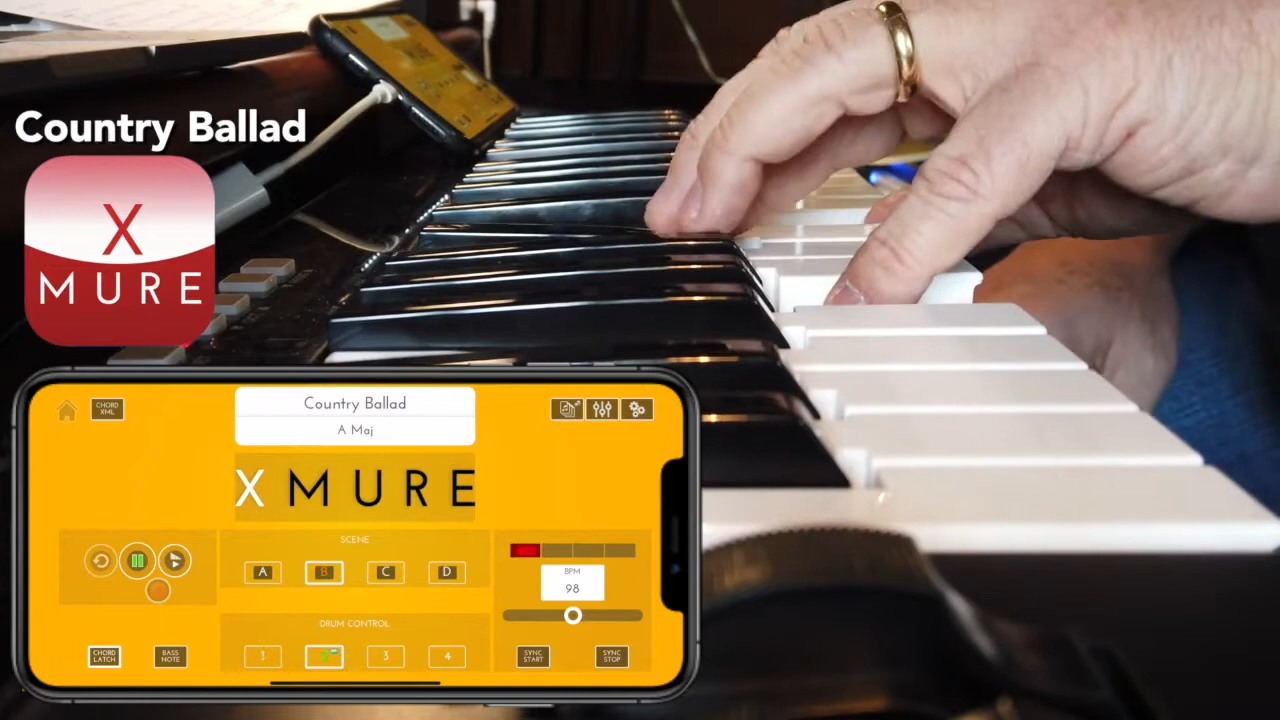 Country Ballad
X
MURE
CHORD
XML
Country Ballad
A Maj
XMURE
SCENE
A B C D
BPM
98
DRUM CONTROL
1 2 3 4
CHORD
LATCH
BASS
NOTE
SYNC
START
SYNC
STOP